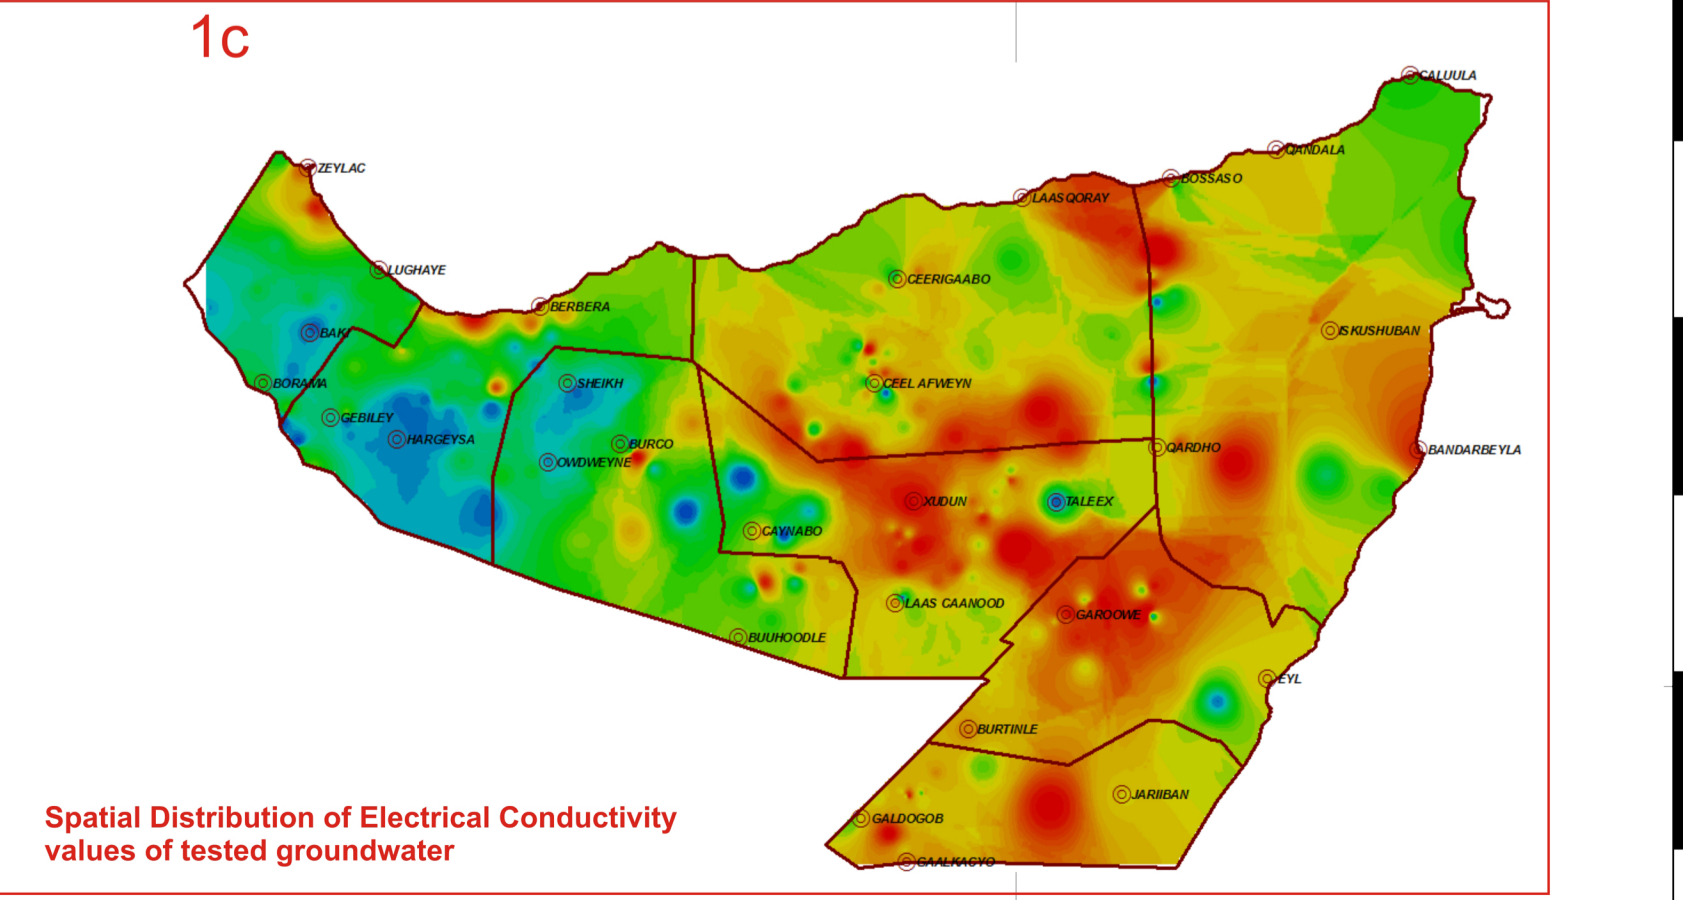 1c
CALUULA
QANDALA
ZEYLAC
BOSSASO
LAASQORAY
LUGHAYE
CEERIGAABO
BERBERA
BAKI
ISKUSHUBAN
BORAMA
SHEIKH
CEEL AFWEYN
GEBILEY
HARGEYSA
BURCO
QARDHO
BANDARBEYLA
OWDWEYNE
XUDUN
TALEEX
CAYNABO
LAAS CAANOOD
GAROOWE
BUUHOODLE
EYL
BURTINLE
JARIIBAN
GALDOGOB
GAALKACYO
Spatial Distribution of Electrical Conductivity
values of tested groundwater